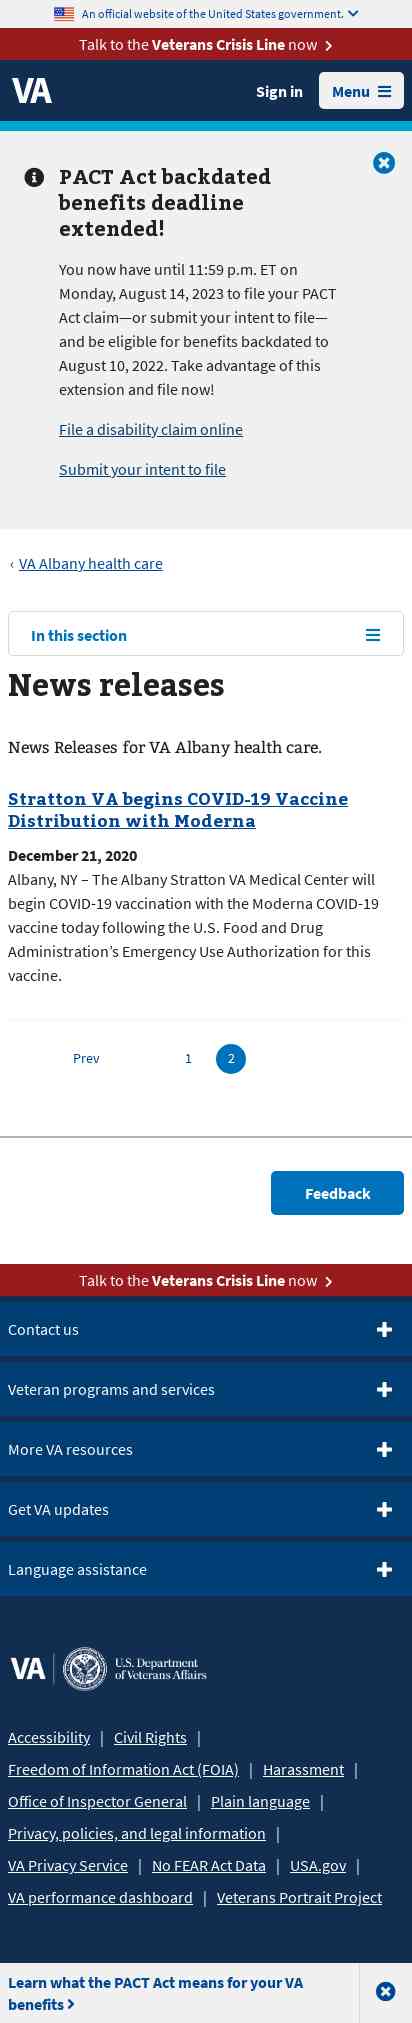 An official website of the United States government.
Talk to the Veterans Crisis Line now
VA
Sign in
Menu
PACT Act backdated
benefits deadline
extended!
You now have until 11:59 p.m. ET on
Monday, August 14, 2023 to file your PACT
Act claim—or submit your intent to file—
and be eligible for benefits backdated to
August 10, 2022. Take advantage of this
extension and file now!
File a disability claim online
Submit your intent to file
‹ VA Albany health care
In this section
News releases
News Releases for VA Albany health care.
Stratton VA begins COVID-19 Vaccine
Distribution with Moderna
December 21, 2020
Albany, NY – The Albany Stratton VA Medical Center will
begin COVID-19 vaccination with the Moderna COVID-19
vaccine today following the U.S. Food and Drug
Administration’s Emergency Use Authorization for this
vaccine.
Prev 1 2
Feedback
Talk to the Veterans Crisis Line now
Contact us
Veteran programs and services
More VA resources
Get VA updates
Language assistance
VA | U.S. Department
of Veterans Affairs
Accessibility | Civil Rights |
Freedom of Information Act (FOIA) | Harassment |
Office of Inspector General | Plain language |
Privacy, policies, and legal information |
VA Privacy Service | No FEAR Act Data | USA.gov |
VA performance dashboard | Veterans Portrait Project
Learn what the PACT Act means for your VA
benefits